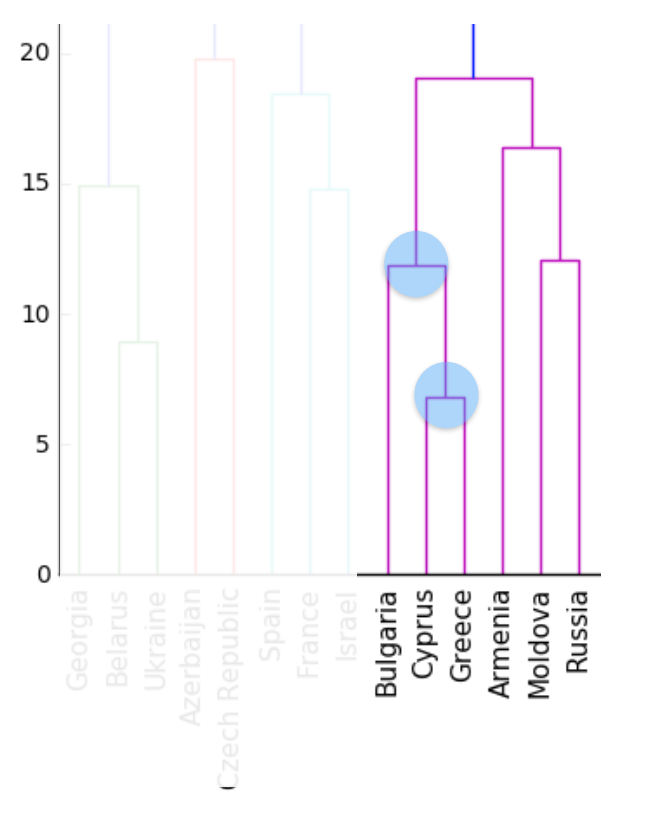 20
15
10
5
0
Georgia
Belarus
Ukraine
Azerbaijan
Czech Republic
Spain
France
Israel
Bulgaria
Cyprus
Greece
Armenia
Moldova
Russia